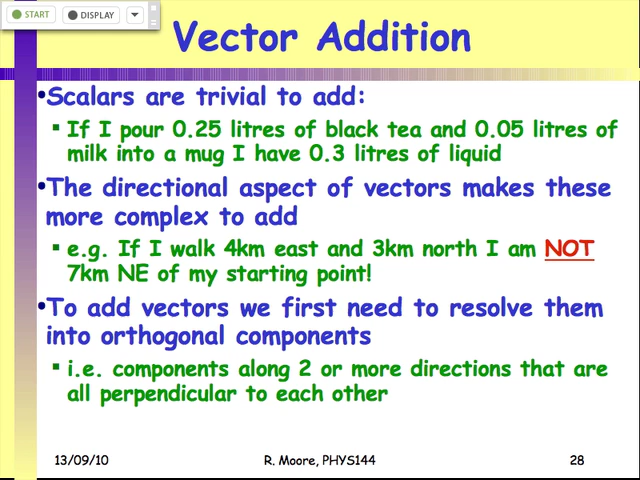 START
DISPLAY
Vector Addition
•Scalars are trivial to add:
▪ If I pour 0.25 litres of black tea and 0.05 litres of
milk into a mug I have 0.3 litres of liquid
•The directional aspect of vectors makes these
more complex to add
▪ e.g. If I walk 4km east and 3km north I am NOT
7km NE of my starting point!
•To add vectors we first need to resolve them
into orthogonal components
▪ i.e. components along 2 or more directions that are
all perpendicular to each other
13/09/10
R. Moore, PHYS144
28